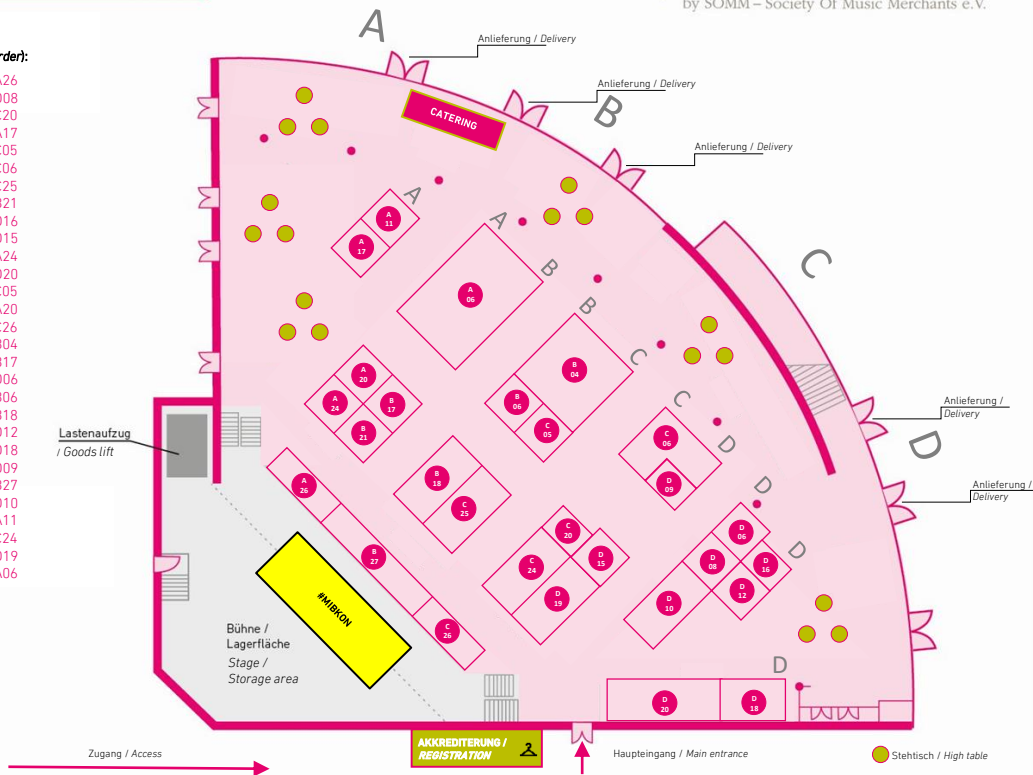 by SOMM – Society Of Music Merchants e.V.
rder):
A26
D08
C20
A17
C05
C06
C25
B21
D16
D15
A24
D20
C05
A20
C26
B04
B17
D06
B06
B18
D12
D18
D09
B27
D10
A11
C24
D19
A06
A
Anlieferung / Delivery
Anlieferung / Delivery
B
Anlieferung / Delivery
CATERING
C
Anlieferung /
Delivery
D
Anlieferung /
Delivery
A
A
B
B
C
C
D
D
D
D
A
11
A
17
A
06
B
04
A
20
A
24
B
17
B
21
B
06
C
05
C
06
D
09
B
18
C
25
A
26
B
27
C
26
C
20
D
15
C
24
D
19
D
06
D
08
D
16
D
12
D
10
D
20
D
18
Lastenaufzug
/ Goods lift
#MIBKON
Bühne /
Lagerfläche
Stage /
Storage area
AKKREDITIERUNG /
REGISTRATION
Zugang / Access
Haupteingang / Main entrance
Stehtisch / High table